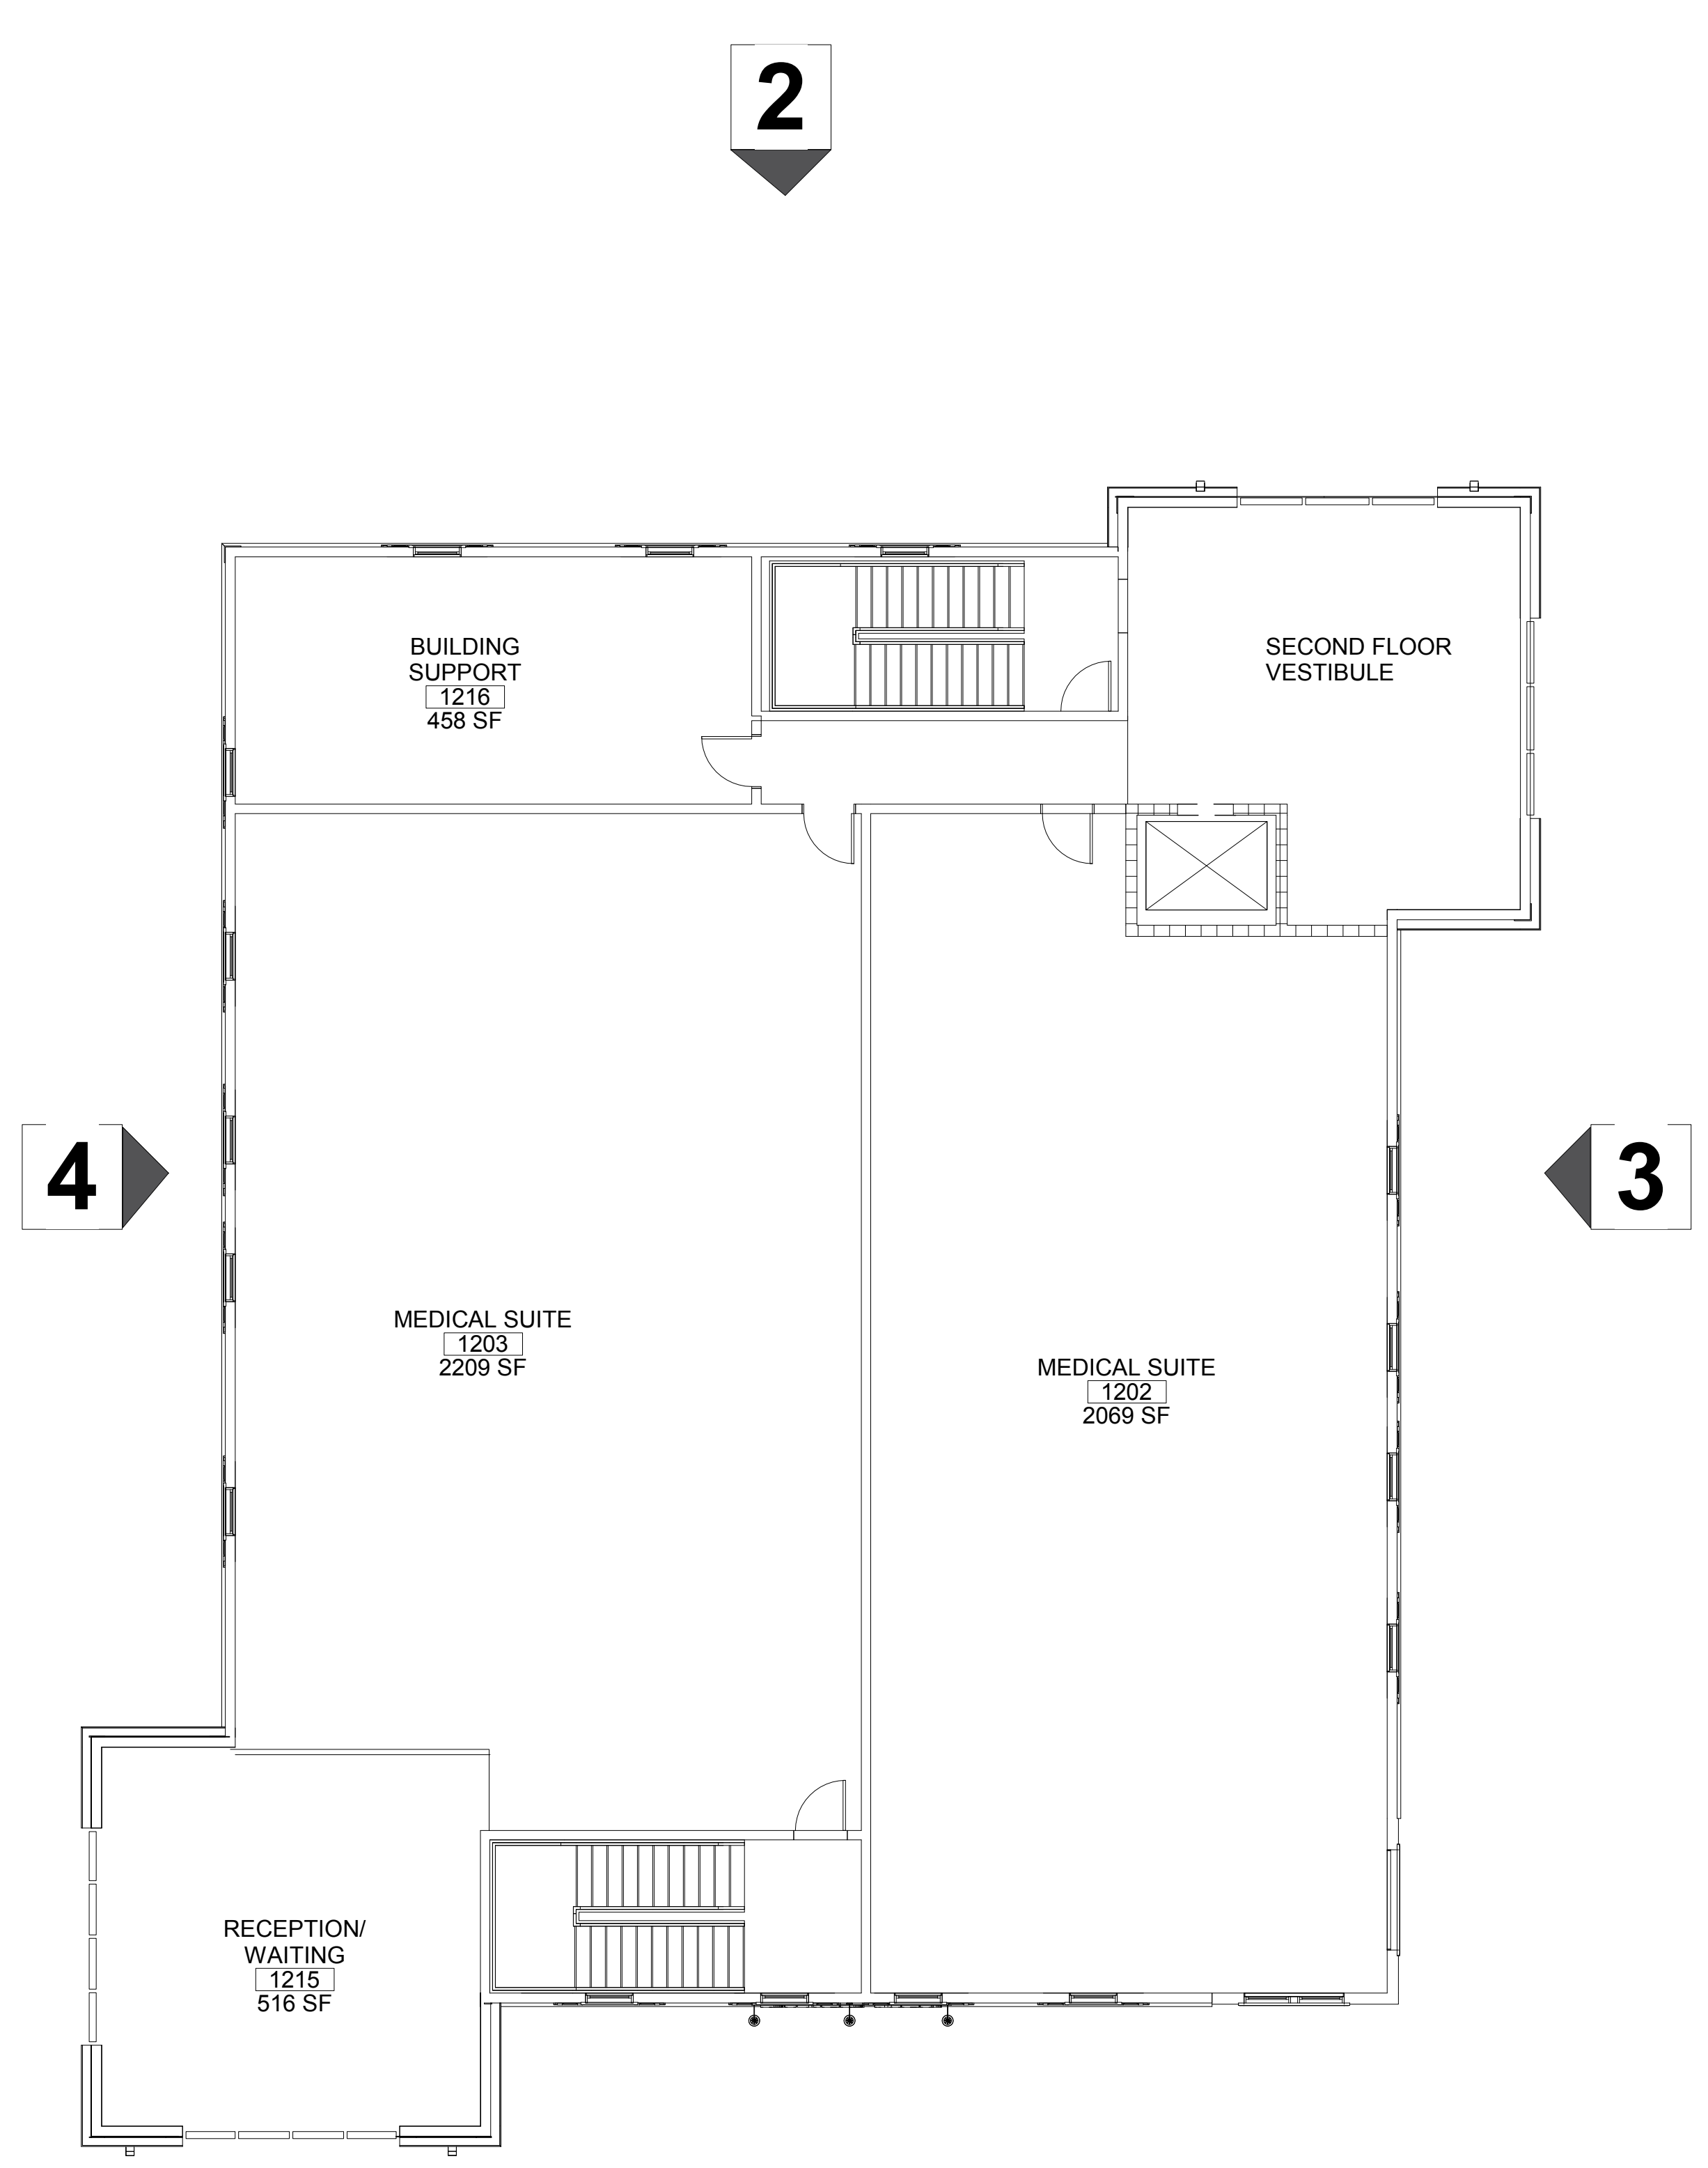 2
BUILDING
SUPPORT
1216
458 SF
SECOND FLOOR
VESTIBULE
4
3
MEDICAL SUITE
1203
2209 SF
MEDICAL SUITE
1202
2069 SF
RECEPTION/
WAITING
1215
516 SF